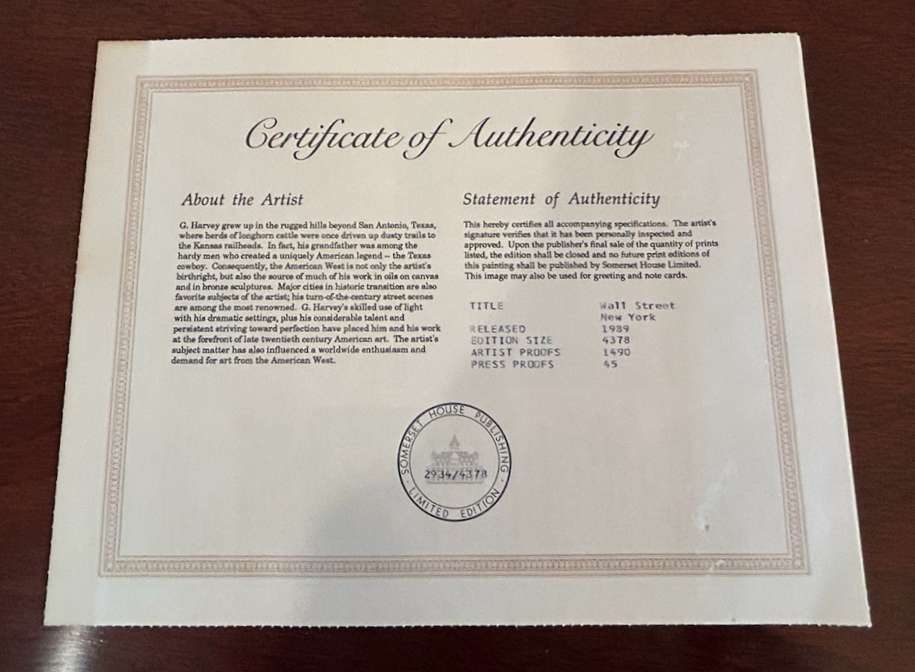 Certificate of Authenticity
About the Artist
G. Harvey grew up in the rugged hills beyond San Antonio, Texas,
where herds of longhorn cattle were once driven up dusty trails to
the Kansas railheads. In fact, his grandfather was among the
hardy men who created a uniquely American legend -- the Texas
cowboy. Consequently, the American West is not only the artist's
birthright, but also the source of much of his work in oils on canvas
and in bronze sculptures. Major cities in historic transition are also
favorite subjects of the artist; his turn-of-the-century street scenes
are among the most renowned. G. Harvey's skilled use of light
with his dramatic settings, plus his considerable talent and
persistent striving toward perfection have placed him and his work
at the forefront of late twentieth century American art. The artist's
subject matter has also influenced a worldwide enthusiasm and
demand for art from the American West.
Statement of Authenticity
This hereby certifies all accompanying specifications. The artist's
signature verifies that it has been personally inspected and
approved. Upon the publisher's final sale of the quantity of prints
listed, the edition shall be closed and no future print editions of
this painting shall be published by Somerset House Limited.
This image may also be used for greeting and note cards.
TITLE Wall Street
New York
RELEASED 1989
EDITION SIZE 4378
ARTIST PROOFS 1490
PRESS PROOFS 45
SOMERSET HOUSE PUBLISHING
2934/4378
LIMITED EDITION